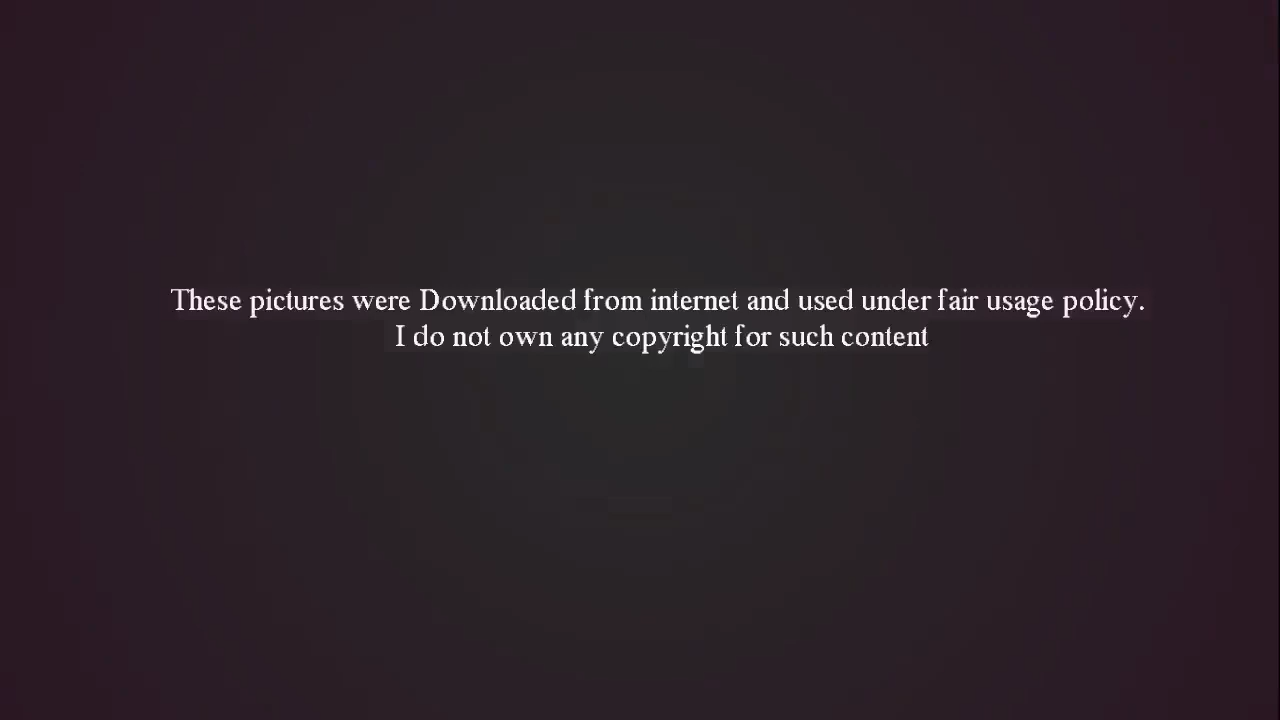 These pictures were Downloaded from internet and used under fair usage policy.
I do not own any copyright for such content